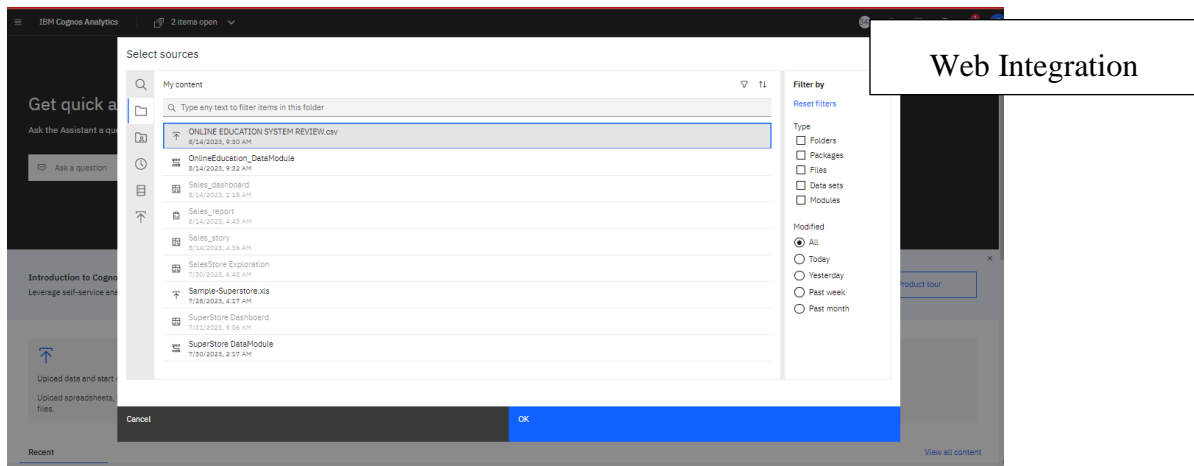 IBM Cognos Analytics
2 items open
Web Integration
Select sources
Get quick a
Ask the Assistant a qu
Ask a question
My content
Type any text to filter items in this folder
ONLINE EDUCATION SYSTEM REVIEW.csv
8/14/2023, 9:30 AM
OnlineEducation_DataModule
8/14/2023, 9:32 AM
Sales_dashboard
8/14/2023, 1:18 AM
Sales_report
8/14/2023, 4:43 AM
Sales_story
8/14/2023, 4:36 AM
SalesStore Exploration
7/30/2023, 6:43 AM
Sample-Superstore.xls
7/28/2023, 4:17 AM
SuperStore Dashboard
7/31/2023, 9:06 AM
SuperStore DataModule
7/30/2023, 2:17 AM
Filter by
Reset filters
Type
Folders
Packages
Files
Data sets
Modules
Modified
All
Today
Yesterday
Past week
Past month
Introduction to Cogno
Leverage self-service ana
Product tour
Upload data and start
Upload spreadsheets,
files.
Cancel
OK
Recent
View all content